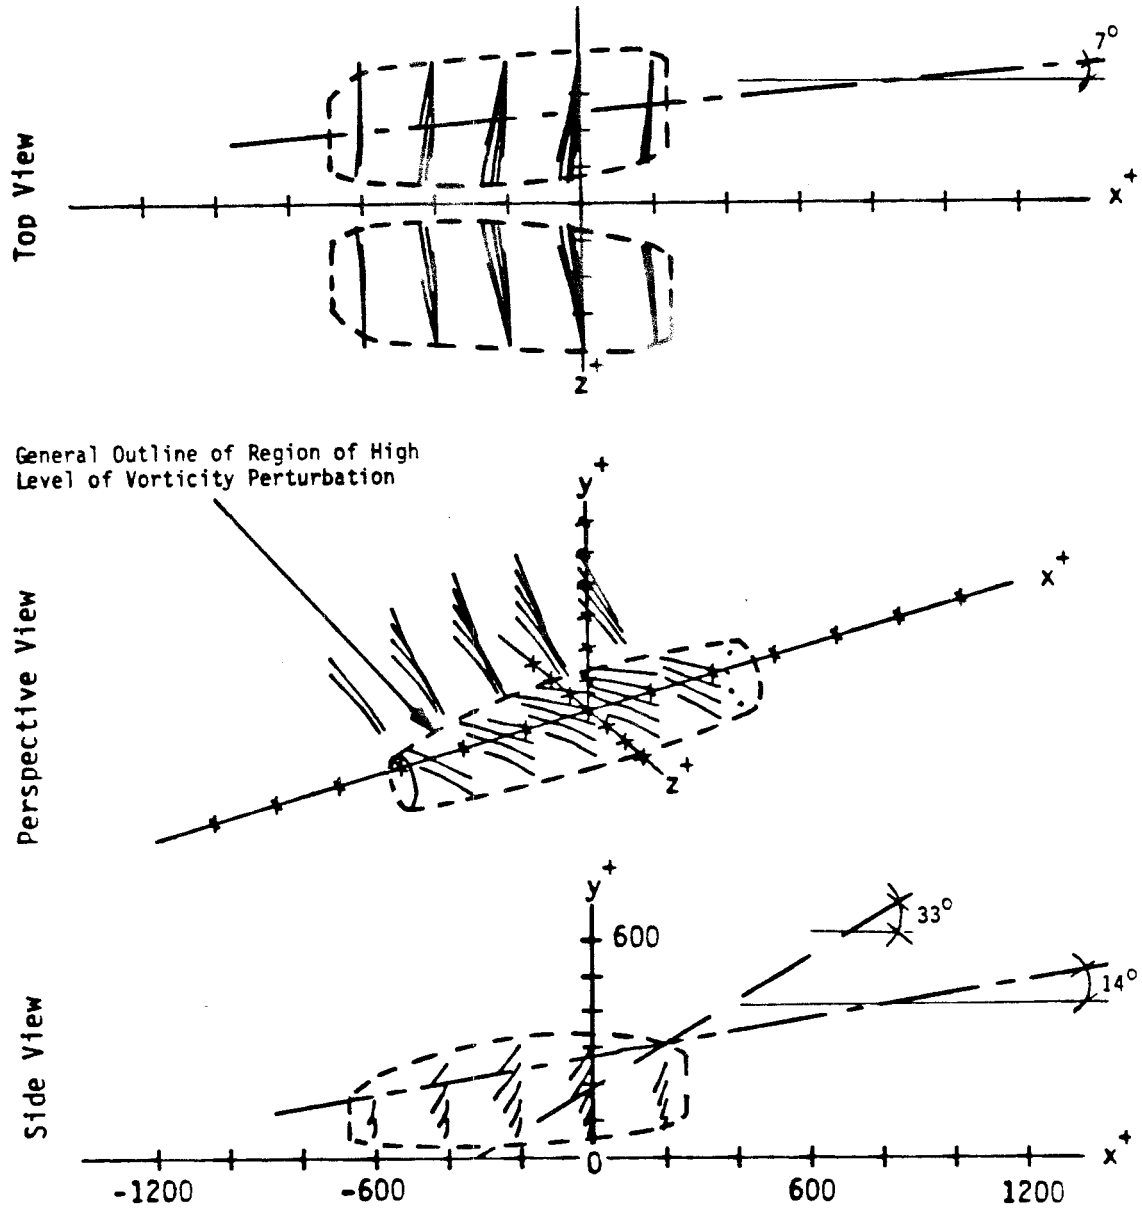 Top View
7°
x+
z+
General Outline of Region of High
Level of Vorticity Perturbation
Perspective View
y+
x+
z+
Side View
y+
600
33°
14°
0
x+
-1200
-600
600
1200